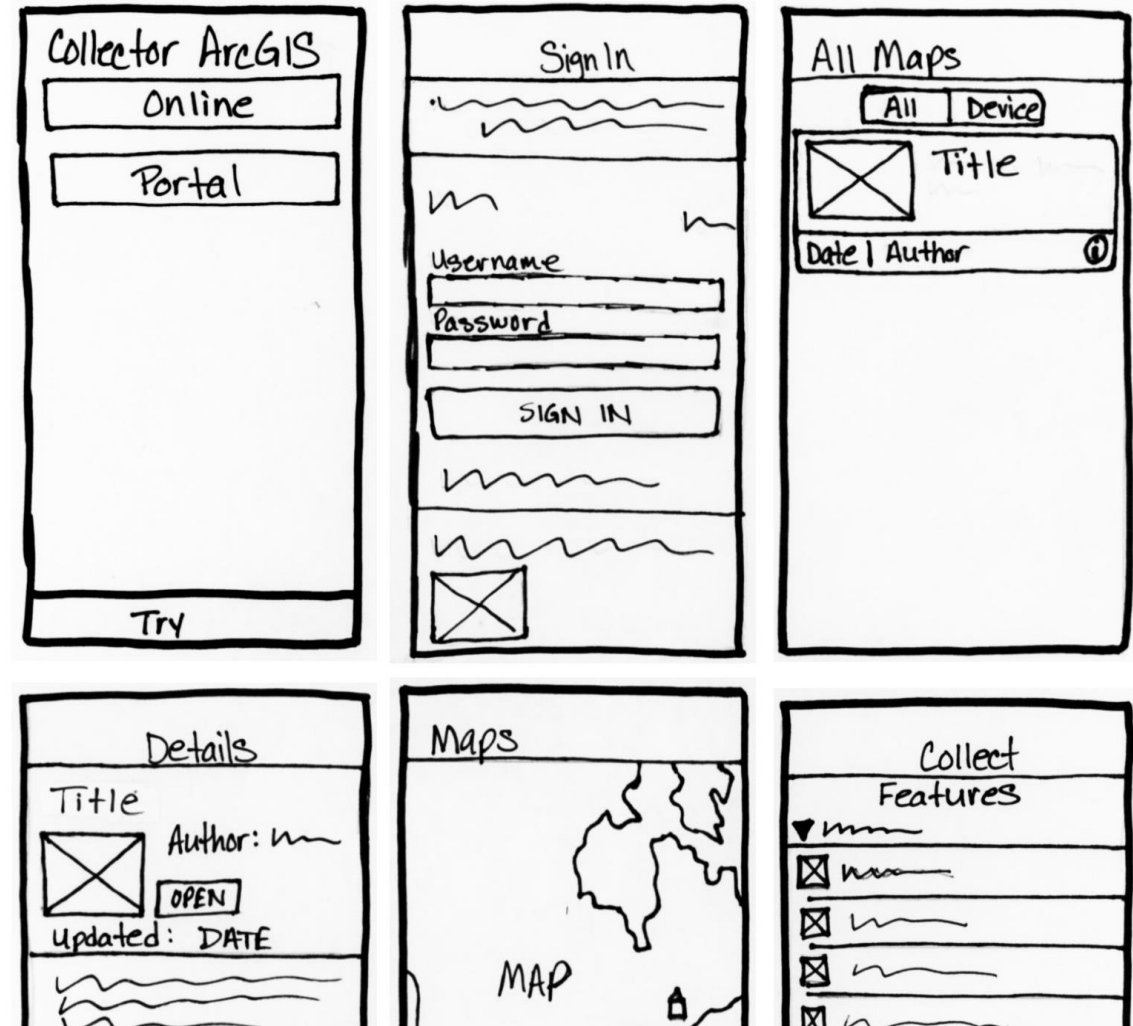 Collector ArcGIS
Online
Portal
Try
Sign In
Username
Password
SIGN IN
All Maps
All Device
Title
Date | Author i
Details
Title
Author:
OPEN
updated: DATE
Maps
MAP
Collect
Features